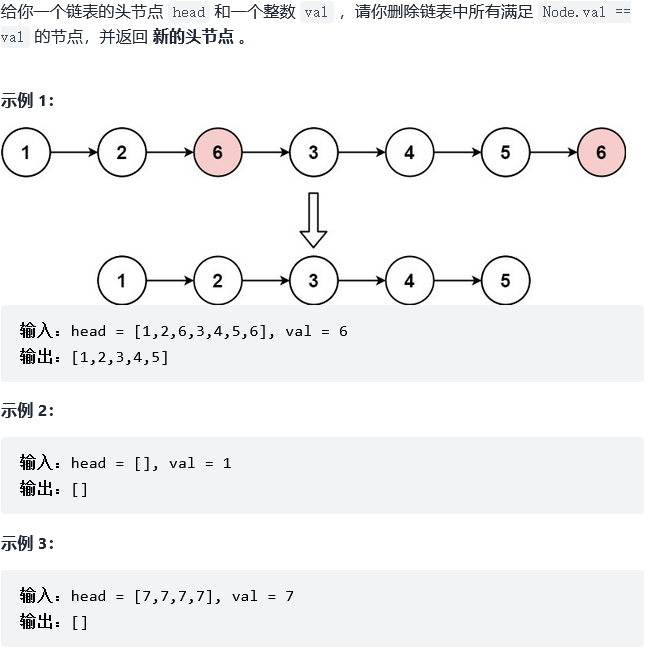 给你一个链表的头节点 head 和一个整数 val ，请你删除链表中所有满足 Node.val ==
val 的节点，并返回 新的头节点 。
示例 1：
1 2 6 3 4 5 6
1 2 3 4 5
输入：head = [1,2,6,3,4,5,6], val = 6
输出：[1,2,3,4,5]
示例 2：
输入：head = [], val = 1
输出：[]
示例 3：
输入：head = [7,7,7,7], val = 7
输出：[]